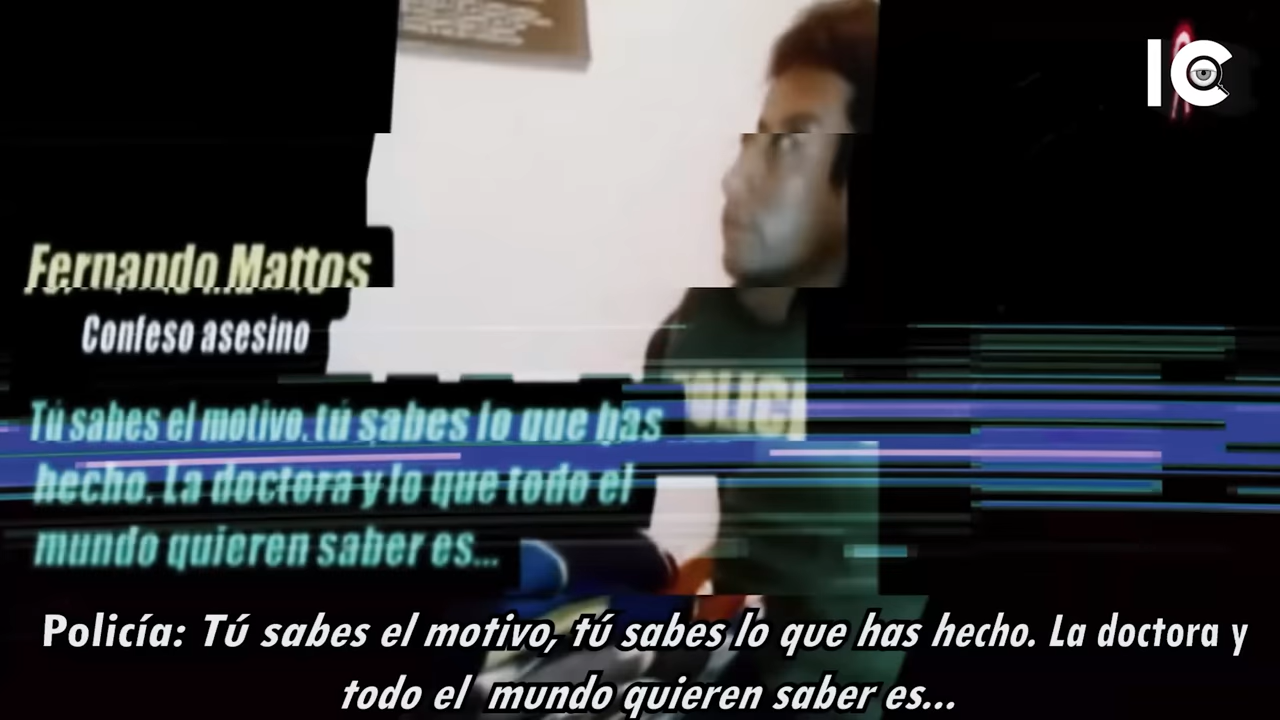 IC
Fernando Mattos
Confeso asesino
Tú sabes el motivo, tú sabes lo que has
hecho. La doctora y lo que todo el
mundo quieren saber es...
Policía: Tú sabes el motivo, tú sabes lo que has hecho. La doctora y
todo el mundo quieren saber es...